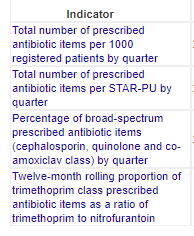 Indicator
Total number of prescribed
antibiotic items per 1000
registered patients by quarter
Total number of prescribed
antibiotic items per STAR-PU by
quarter
Percentage of broad-spectrum
prescribed antibiotic items
(cephalosporin, quinolone and co-
amoxiclav class) by quarter
Twelve-month rolling proportion of
trimethoprim class prescribed
antibiotic items as a ratio of
trimethoprim to nitrofurantoin